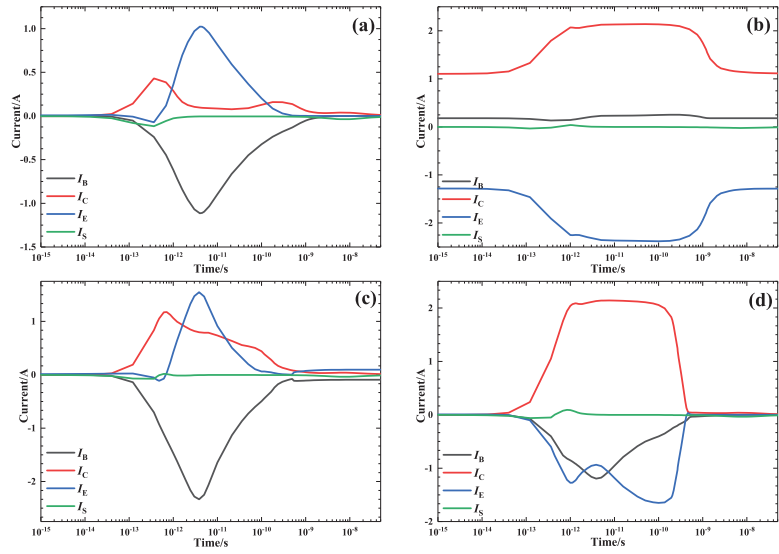 (a)
Current/A
1.0
0.5
0.0
-0.5
-1.0
-1.5
I_B
I_C
I_E
I_S
10^-15 10^-14 10^-13 10^-12 10^-11 10^-10 10^-9 10^-8
Time/s
(b)
Current/A
2
1
0
-1
-2
I_B
I_C
I_E
I_S
10^-15 10^-14 10^-13 10^-12 10^-11 10^-10 10^-9 10^-8
Time/s
(c)
Current/A
1
0
-1
-2
I_B
I_C
I_E
I_S
10^-15 10^-14 10^-13 10^-12 10^-11 10^-10 10^-9 10^-8
Time/s
(d)
Current/A
2
1
0
-1
-2
I_B
I_C
I_E
I_S
10^-15 10^-14 10^-13 10^-12 10^-11 10^-10 10^-9 10^-8
Time/s